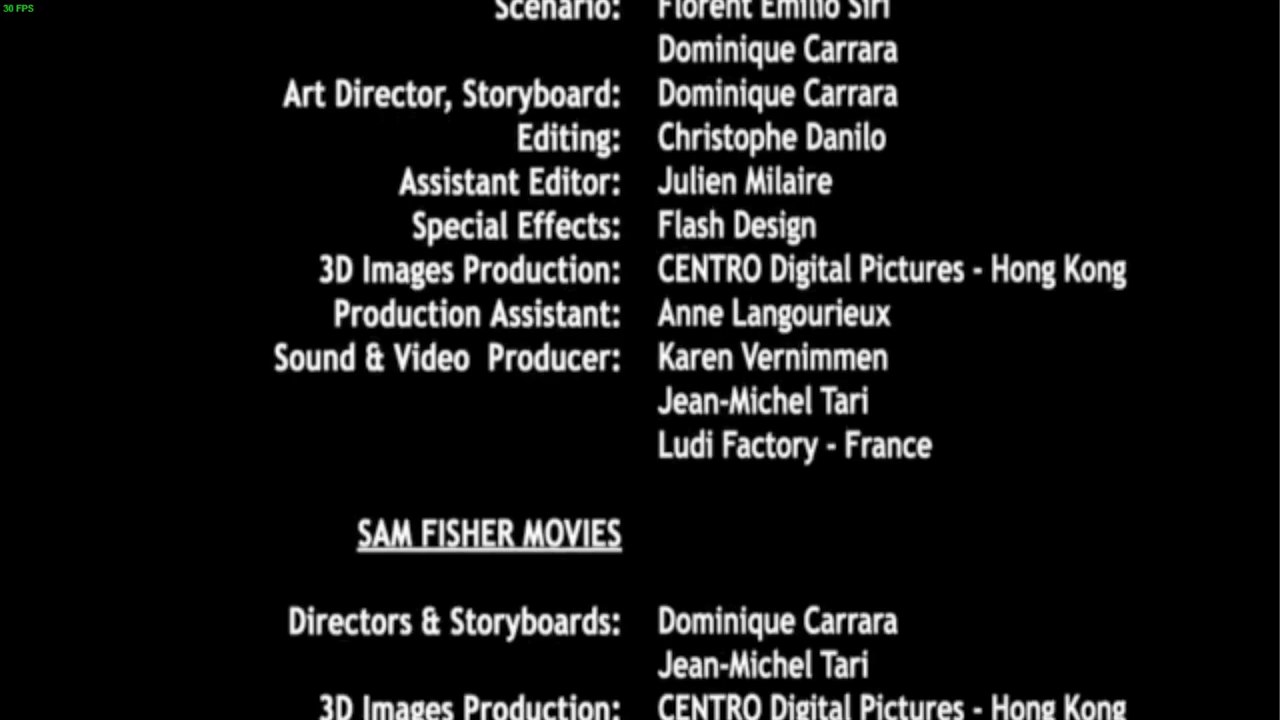 30 FPS
Scenario: Florent Emilio Siri
Dominique Carrara
Art Director, Storyboard: Dominique Carrara
Editing: Christophe Danilo
Assistant Editor: Julien Milaire
Special Effects: Flash Design
3D Images Production: CENTRO Digital Pictures - Hong Kong
Production Assistant: Anne Langourieux
Sound & Video  Producer: Karen Vernimmen
Jean-Michel Tari
Ludi Factory - France
SAM FISHER MOVIES
Directors & Storyboards: Dominique Carrara
Jean-Michel Tari
3D Images Production: CENTRO Digital Pictures - Hong Kong